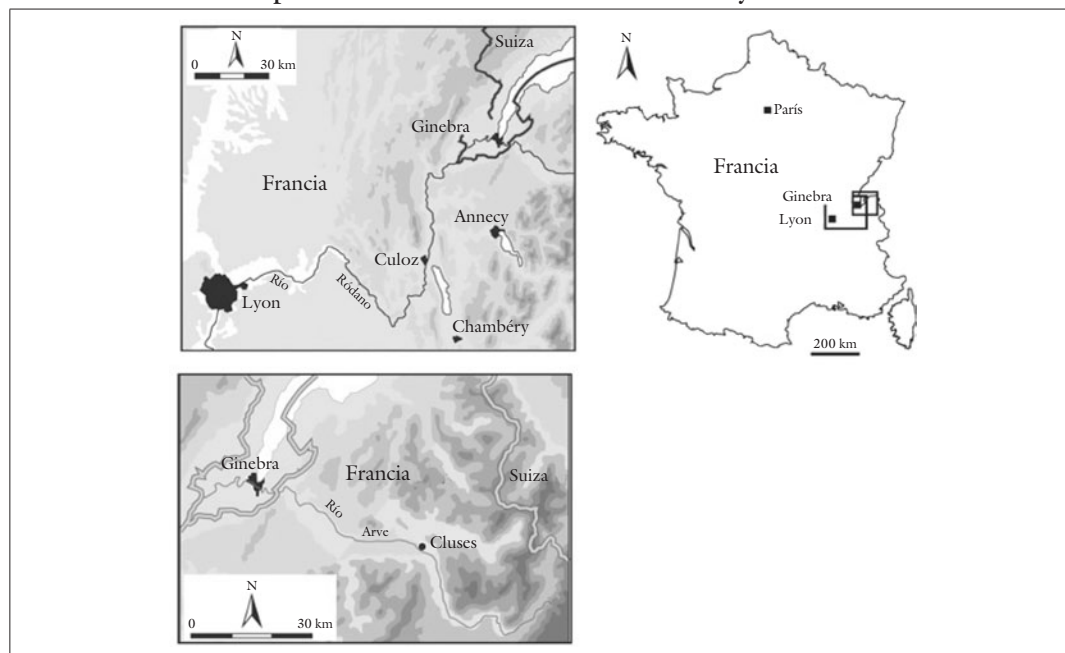 N
0 30 km
Suiza
Ginebra
Francia
Annecy
Culoz
Río
Ródano
Lyon
Chambéry
N
París
Francia
Ginebra
Lyon
200 km
Ginebra
Francia
Suiza
Río
Arve
Cluses
N
0 30 km